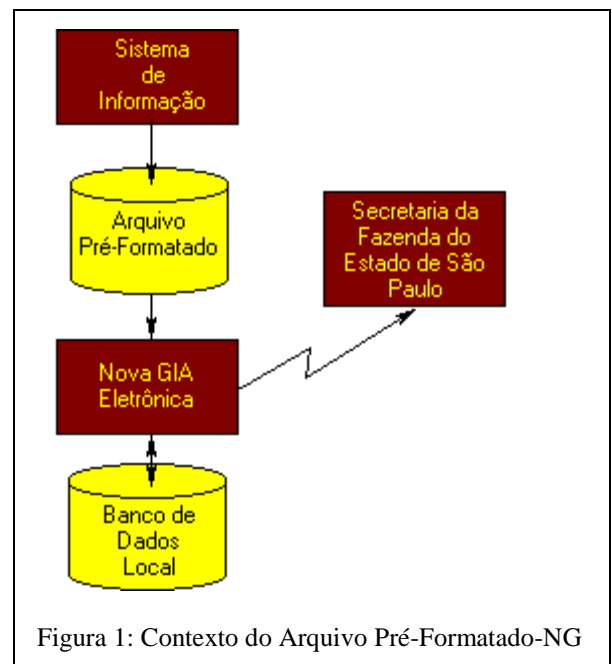 Sistema
de
Informação
Arquivo
Pré-Formatado
Secretaria da
Fazenda do
Estado de São
Paulo
Nova GIA
Eletrônica
Banco de
Dados
Local
Figura 1: Contexto do Arquivo Pré-Formatado-NG